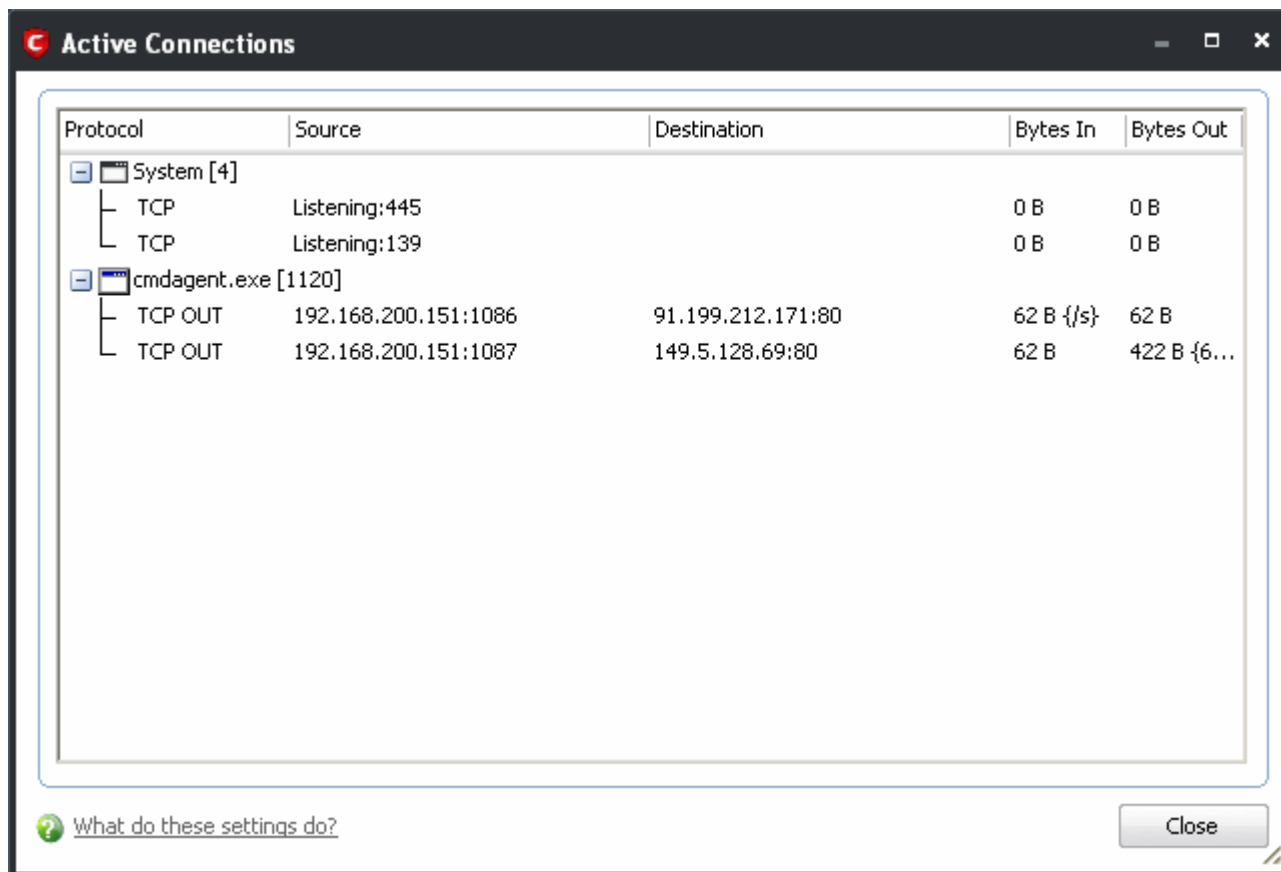 Active Connections
Protocol Source Destination Bytes In Bytes Out
System [4]
TCP Listening:445 0 B 0 B
TCP Listening:139 0 B 0 B
cmdagent.exe [1120]
TCP OUT 192.168.200.151:1086 91.199.212.171:80 62 B {/s} 62 B
TCP OUT 192.168.200.151:1087 149.5.128.69:80 62 B 422 B {6...
What do these settings do? Close